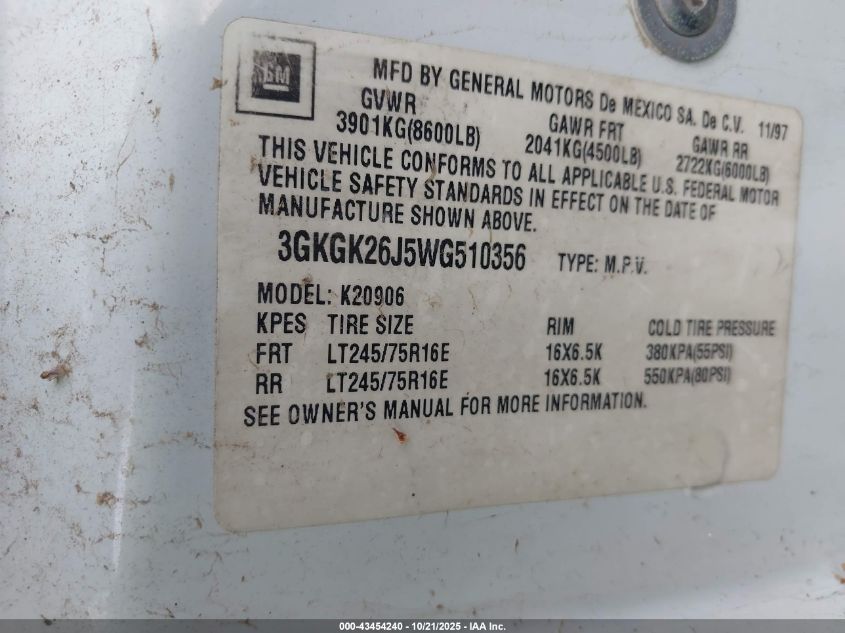 GM
MFD BY GENERAL MOTORS De MEXICO SA. De C.V. 11/97
GVWR GAWR FRT GAWR RR
3901KG(8600LB) 2041KG(4500LB) 2722KG(6000LB)
THIS VEHICLE CONFORMS TO ALL APPLICABLE U.S. FEDERAL MOTOR
VEHICLE SAFETY STANDARDS IN EFFECT ON THE DATE OF
MANUFACTURE SHOWN ABOVE.
3GKGK26J5WG510356 TYPE: M.P.V.
MODEL: K20906
KPES TIRE SIZE RIM COLD TIRE PRESSURE
FRT LT245/75R16E 16X6.5K 380KPA(55PSI)
RR LT245/75R16E 16X6.5K 550KPA(80PSI)
SEE OWNER'S MANUAL FOR MORE INFORMATION.
000-43454240 - 10/21/2025 - IAA Inc.